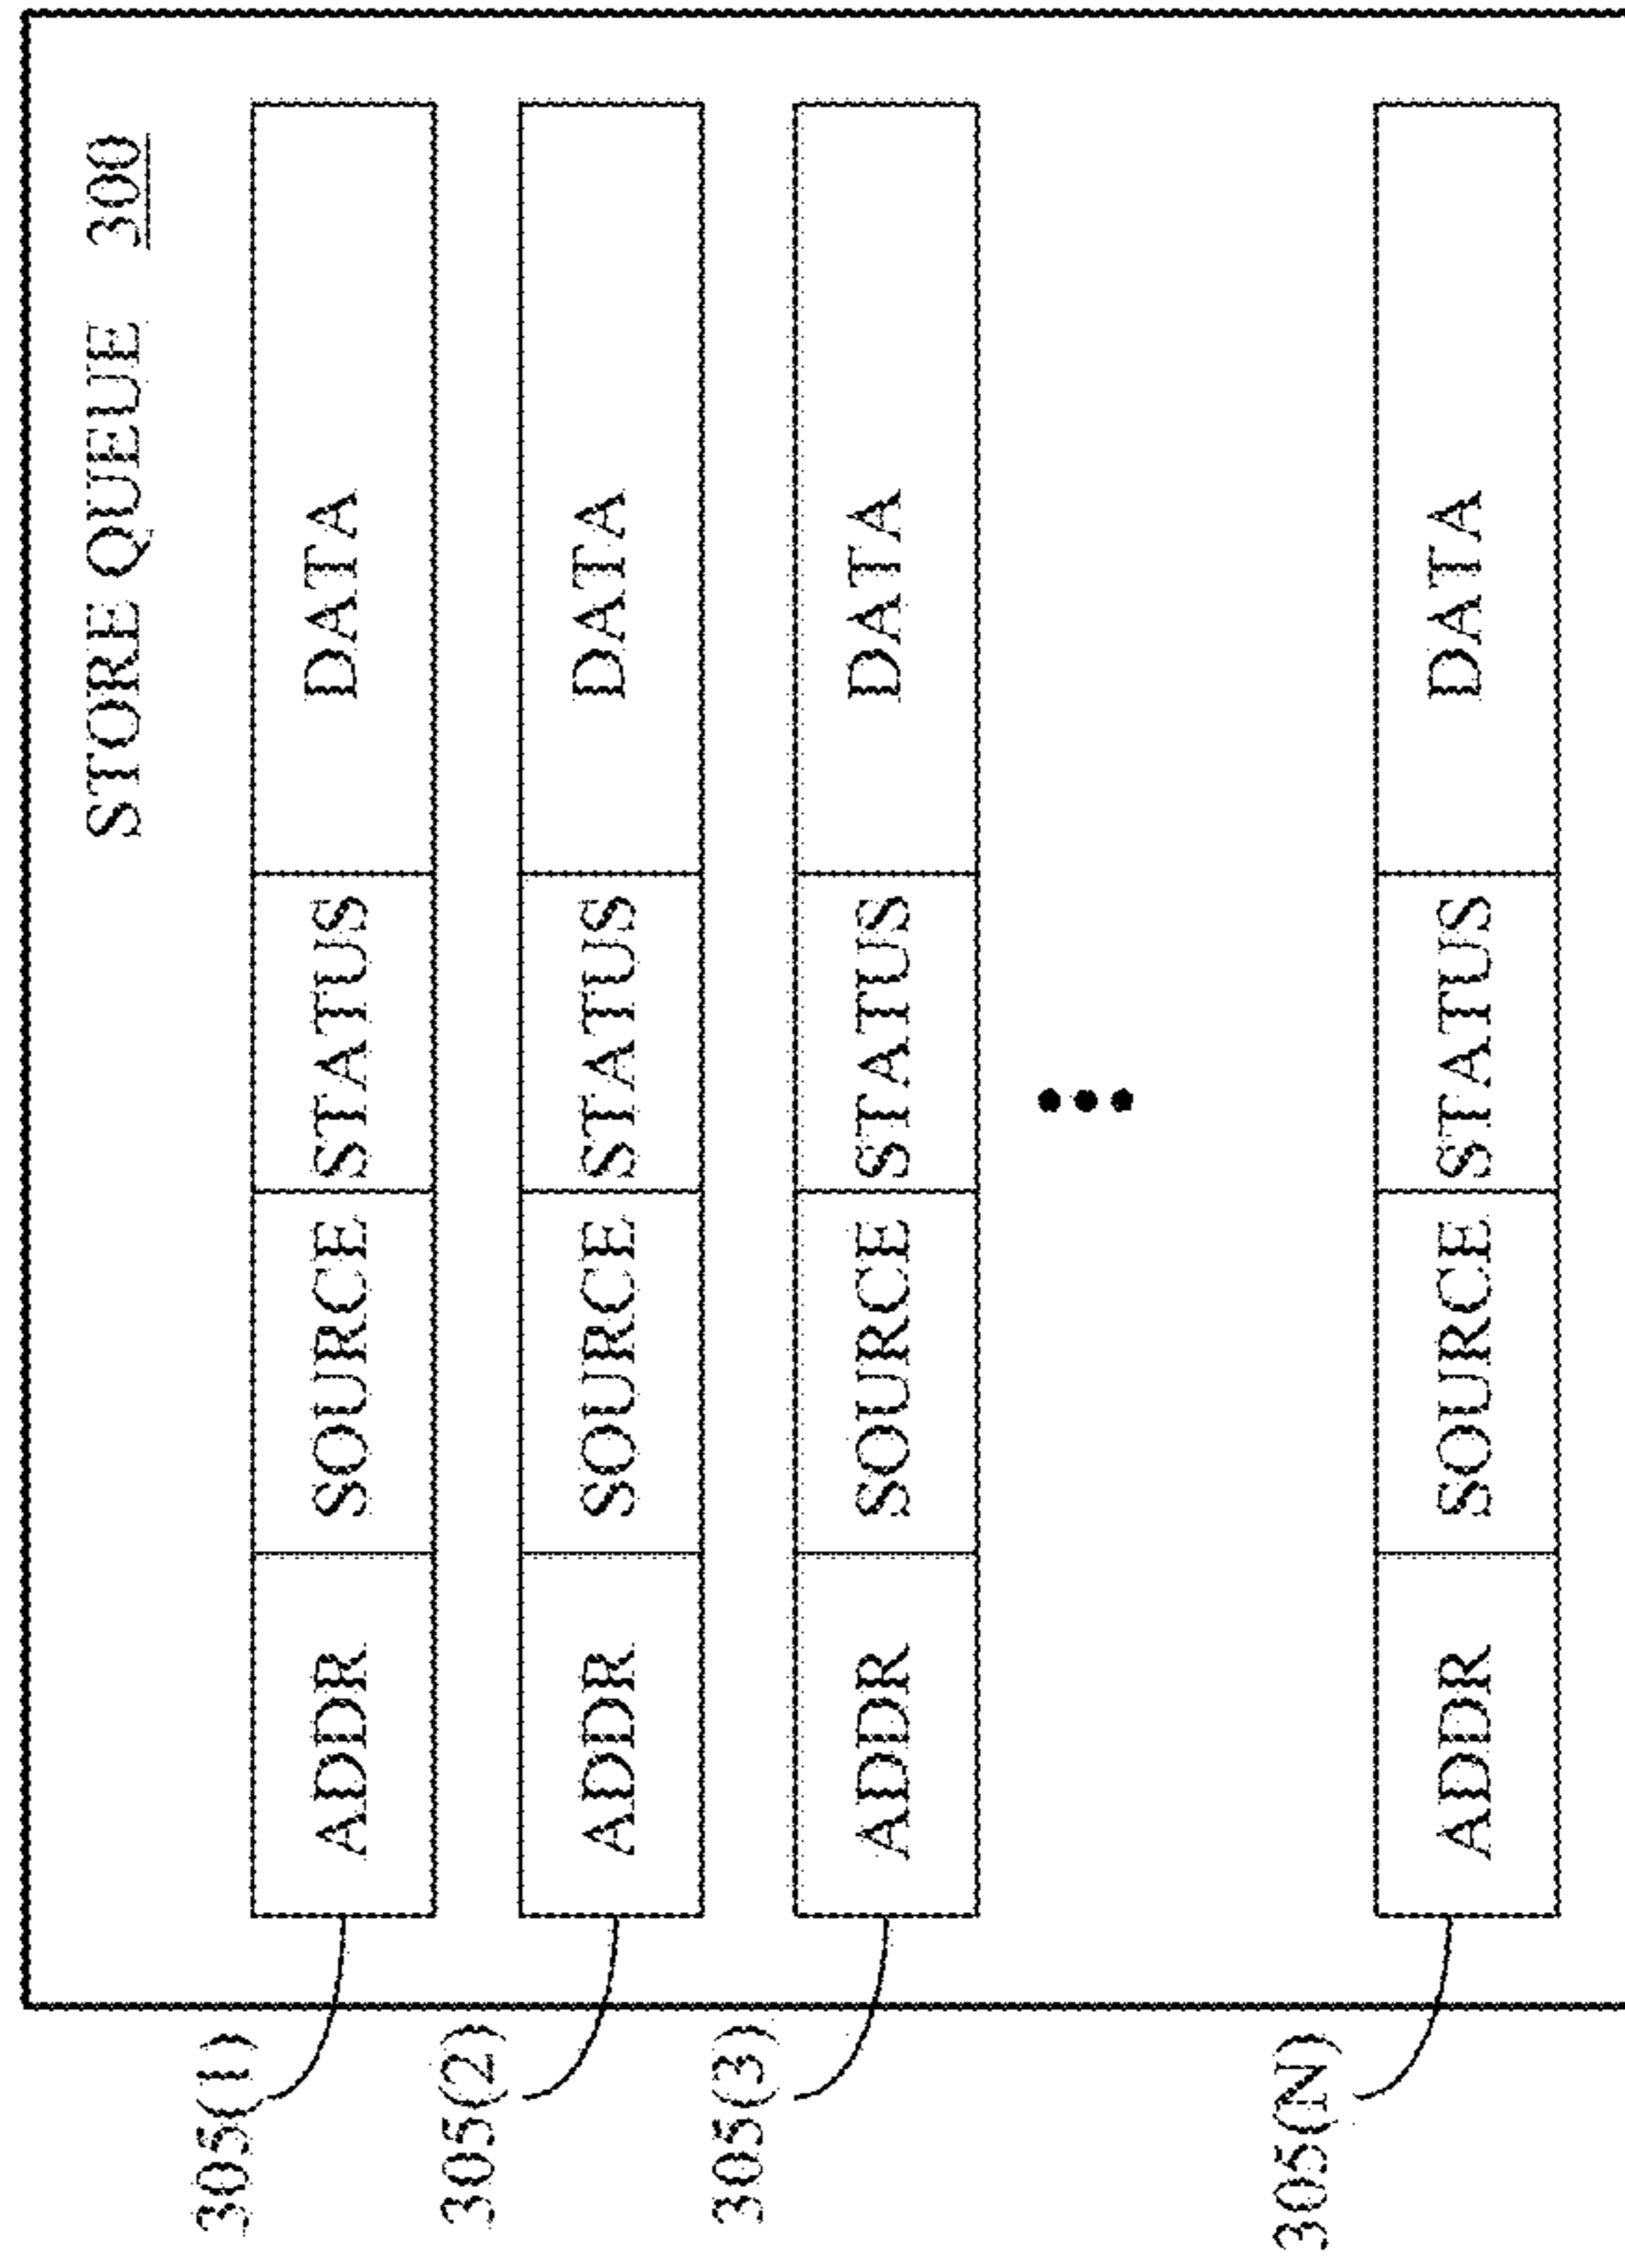 STORE QUEUE 300
305(1) ADDR SOURCE STATUS DATA
305(2) ADDR SOURCE STATUS DATA
305(3) ADDR SOURCE STATUS DATA
•••
305(N) ADDR SOURCE STATUS DATA